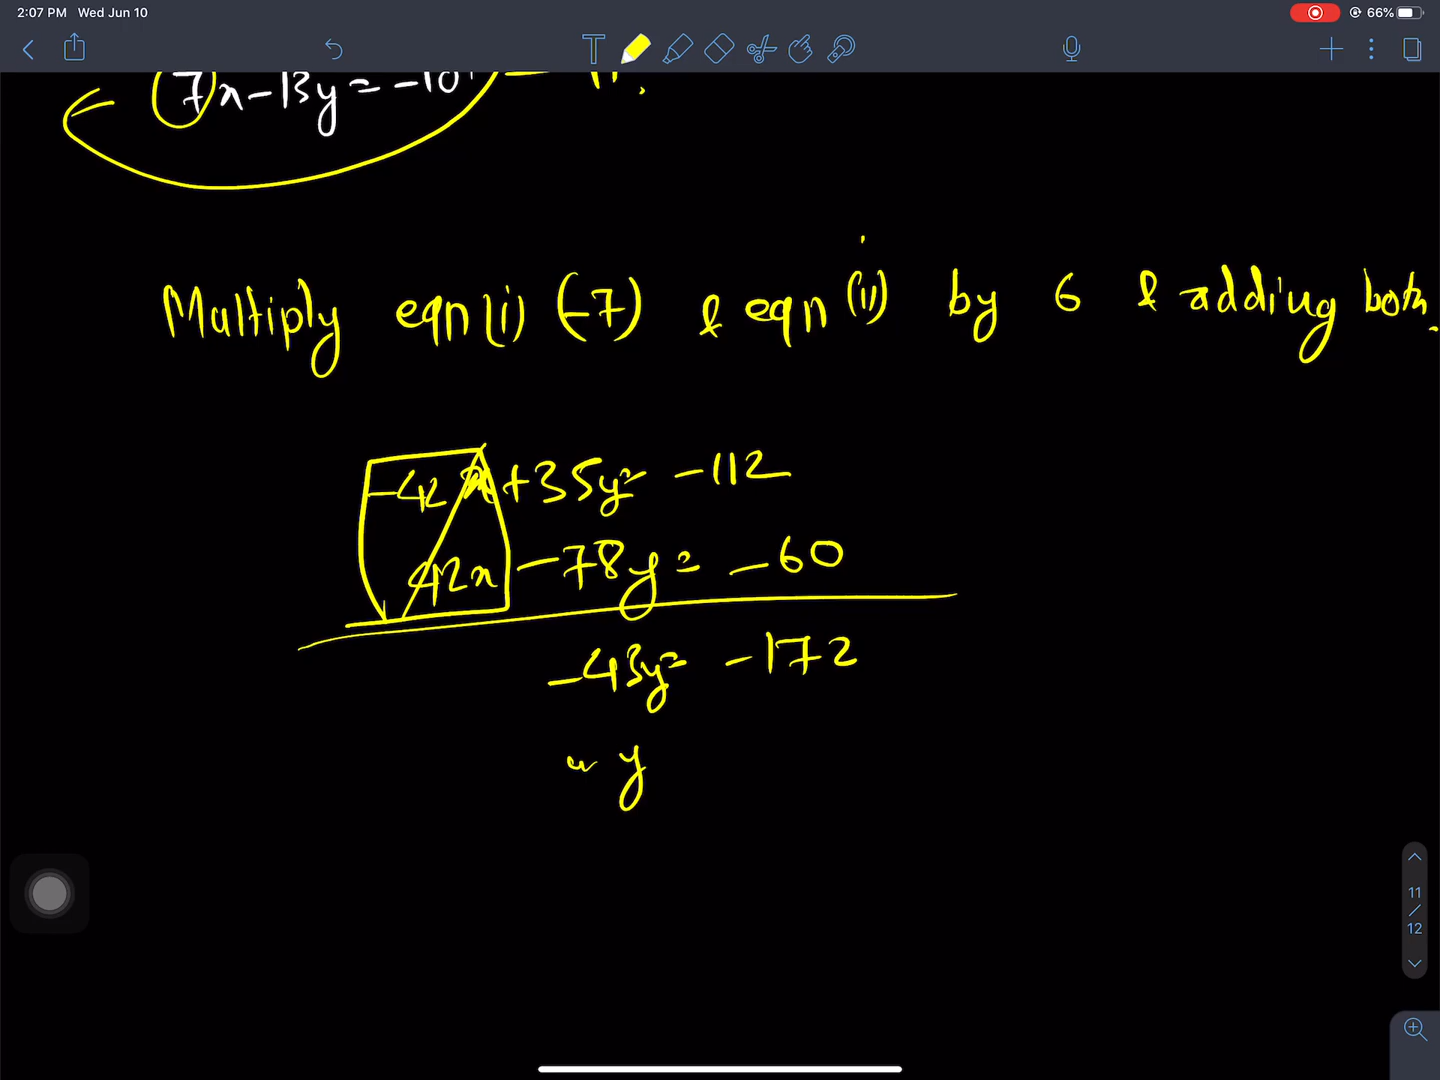 2:07 PM Wed Jun 10
66%
T
7x-13y = -10 - 11.
Multiply eqn (i) (-7) & eqn (ii) by 6 & adding both.
-42x+35y= -112
42x -78y= -60
-43y= -172
y
11
/
12